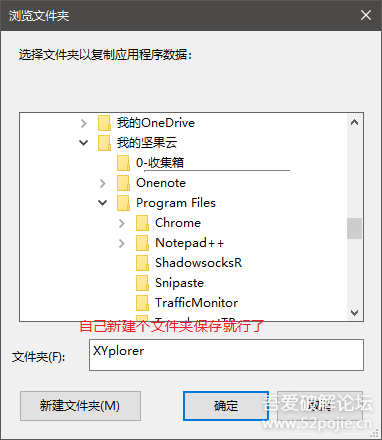 浏览文件夹
选择文件夹以复制应用程序数据:
我的OneDrive
我的坚果云
0-收集箱
Onenote
Program Files
Chrome
Notepad++
ShadowsocksR
Snipaste
TrafficMonitor
自己新建个文件夹保存就行了
文件夹(F):
XYplorer
新建文件夹(M)
确定
取消
吾爱破解论坛
www.52pojie.cn